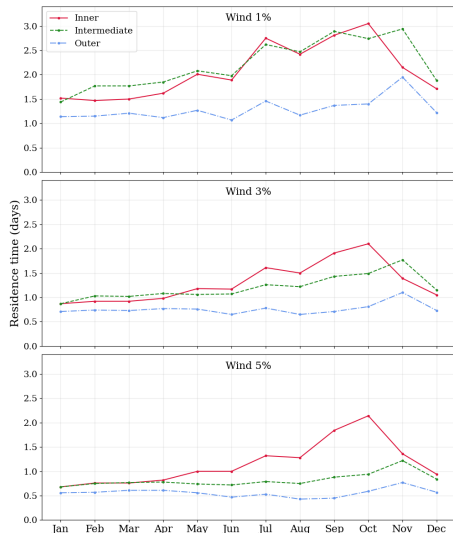 Wind 1%
Inner
Intermediate
Outer
3.0
2.5
2.0
1.5
1.0
0.5
0.0
Wind 3%
3.0
2.5
2.0
1.5
1.0
0.5
0.0
Residence time (days)
Wind 5%
3.0
2.5
2.0
1.5
1.0
0.5
0.0
Jan Feb Mar Apr May Jun Jul Aug Sep Oct Nov Dec